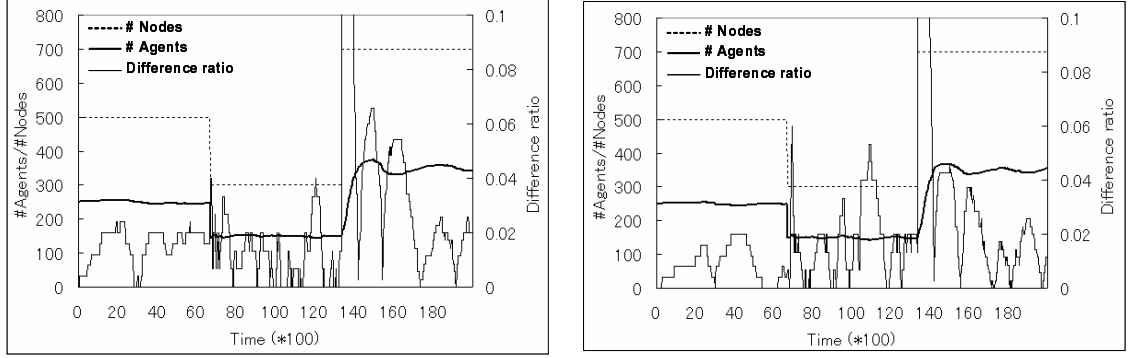 800
700
600
500
400
300
200
100
0
#Agents/#Nodes
# Nodes
# Agents
Difference ratio
0.1
0.08
0.06
0.04
0.02
0
Difference ratio
0 20 40 60 80 100 120 140 160 180
Time (*100)
800
700
600
500
400
300
200
100
0
#Agents/#Nodes
# Nodes
# Agents
Difference ratio
0.1
0.08
0.06
0.04
0.02
0
Difference ratio
0 20 40 60 80 100 120 140 160 180
Time (*100)